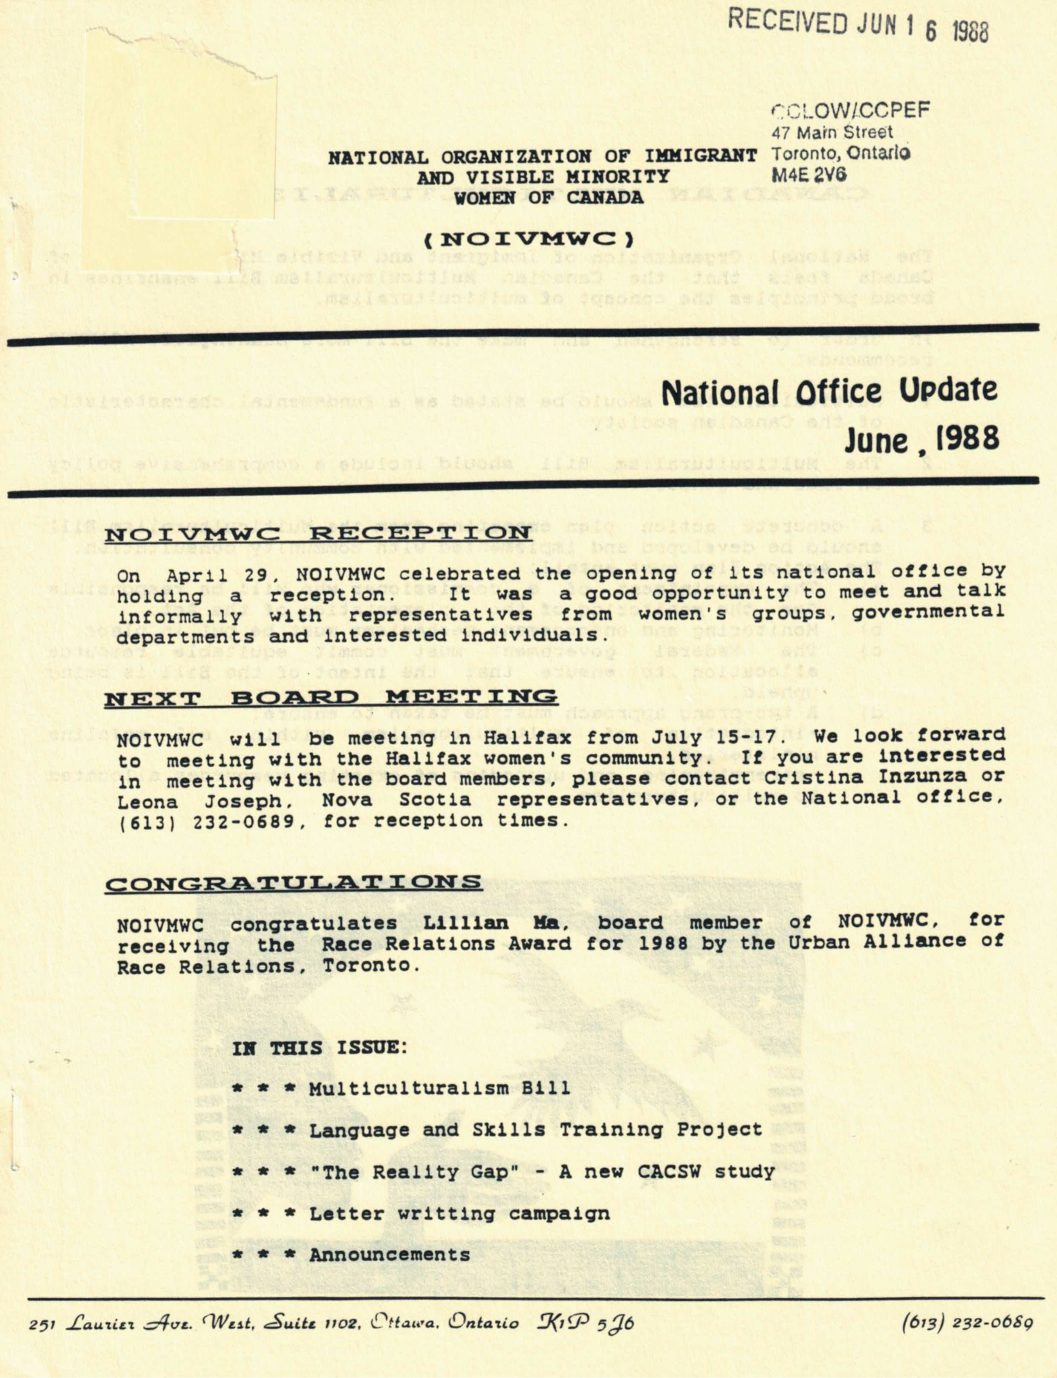 RECEIVED JUN 16 1988
CCLOW/CCPEF
47 Main Street
Toronto, Ontario
M4E 2V6
NATIONAL ORGANIZATION OF IMMIGRANT
AND VISIBLE MINORITY
WOMEN OF CANADA
(NOIVMWC)
National Office Update
June, 1988
NOIVMWC RECEPTION
On April 29, NOIVMWC celebrated the opening of its national office by
holding a reception. It was a good opportunity to meet and talk
informally with representatives from women's groups, governmental
departments and interested individuals.
NEXT BOARD MEETING
NOIVMWC will be meeting in Halifax from July 15-17. We look forward
to meeting with the Halifax women's community. If you are interested
in meeting with the board members, please contact Cristina Inzunza or
Leona Joseph, Nova Scotia representatives, or the National office,
(613) 232-0689, for reception times.
CONGRATULATIONS
NOIVMWC congratulates Lillian Ma, board member of NOIVMWC, for
receiving the Race Relations Award for 1988 by the Urban Alliance of
Race Relations, Toronto.
IN THIS ISSUE:
* * * Multiculturalism Bill
* * * Language and Skills Training Project
* * * "The Reality Gap" - A new CACSW study
* * * Letter writting campaign
* * * Announcements
251 Laurier Ave. West, Suite 1102, Ottawa, Ontario K1P 5J6 (613) 232-0689